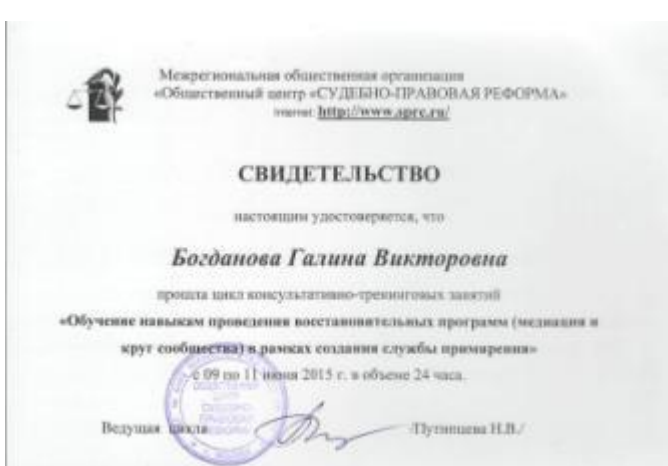 Межрегиональная общественная организация
«Общественный центр «СУДЕБНО-ПРАВОВАЯ РЕФОРМА»
internet: http://www.sprc.ru/
СВИДЕТЕЛЬСТВО
настоящим удостоверяется, что
Богданова Галина Викторовна
прошла цикл консультативно-тренинговых занятий
«Обучение навыкам проведения восстановительных программ (медиация и
круг сообщества) в рамках создания службы примирения»
с 09 по 11 июня 2015 г. в объеме 24 часа.
Ведущая цикла /Путинцева Н.В./